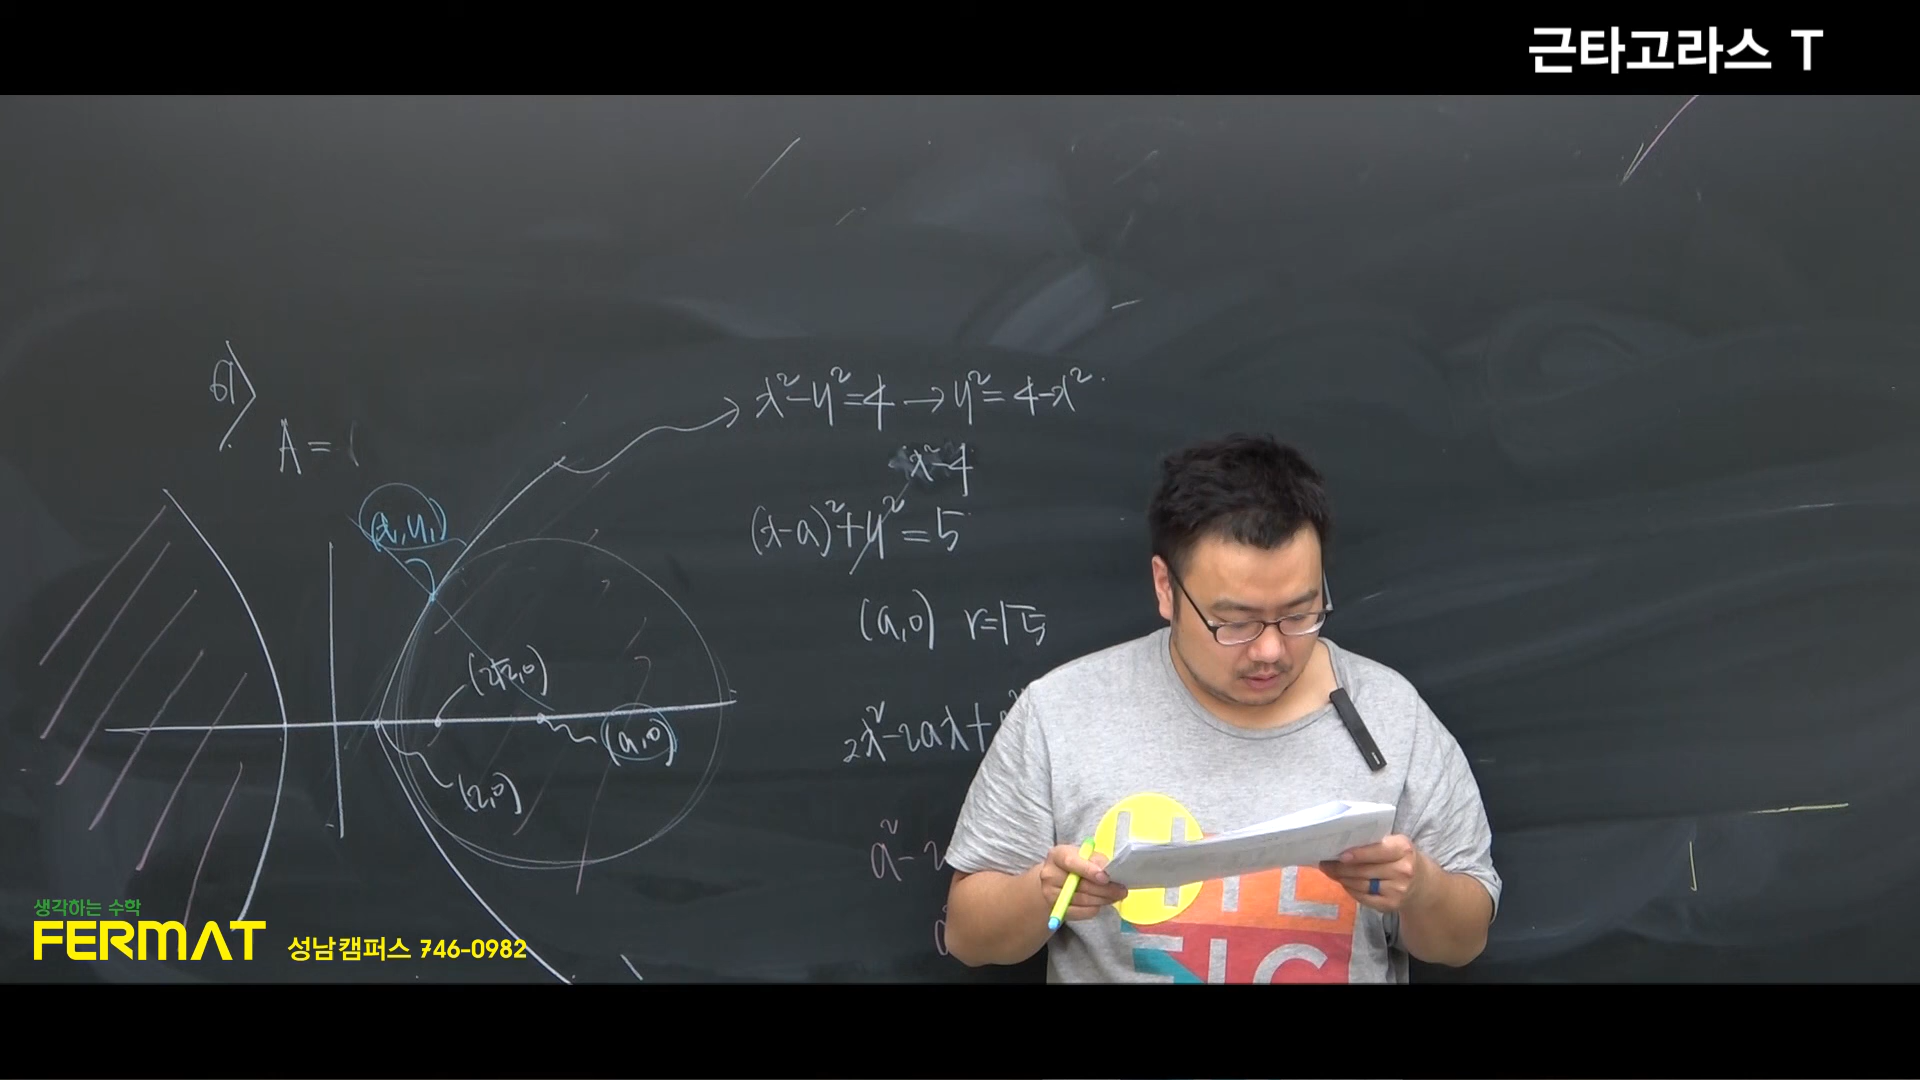 근타고라스 T
61)
A = (
x²-y²=4 → y²= 4-x²
x²-4
(x-a)²+y²=5
(a,0) r=√5
2x²-2ax+
a²-
(2√2,0)
(a,0)
(2,0)
생각하는 수학
FERMAT 성남캠퍼스 746-0982